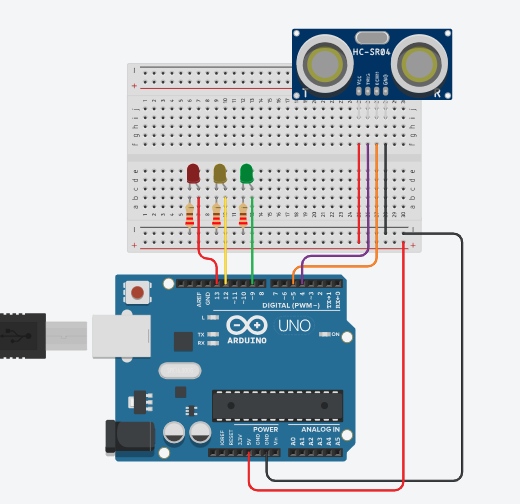 HC-SR04
VCC
TRIG
ECHO
GND
T
R
AREF
GND
13
12
~11
~10
~9
8
7
~6
~5
4
~3
2
TX→1
RX←0
DIGITAL (PWM~)
L
TX
RX
UNO
ARDUINO
ON
POWER
ANALOG IN
IOREF
RESET
3.3V
5V
GND
GND
Vin
A0
A1
A2
A3
A4
A5